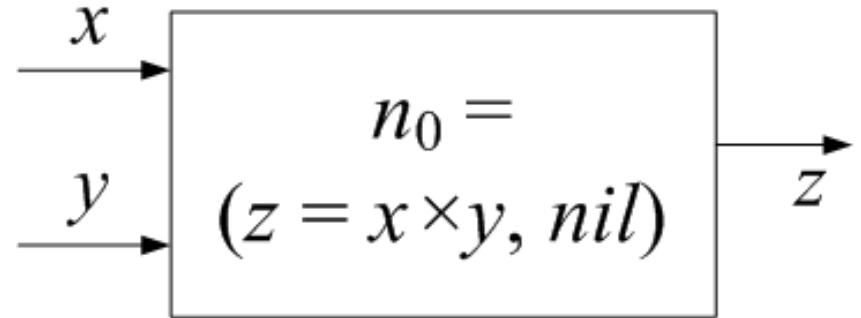 x
y
n₀ =
(z = x×y, nil)
z